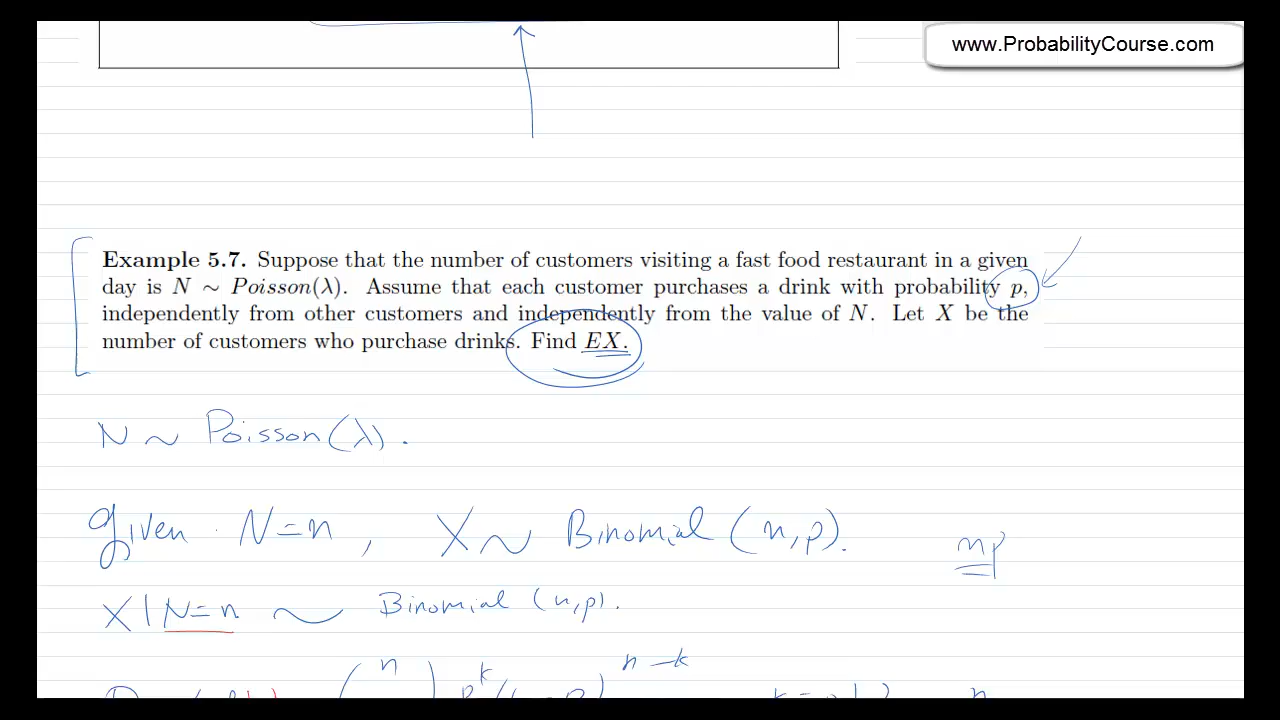 www.ProbabilityCourse.com
Example 5.7. Suppose that the number of customers visiting a fast food restaurant in a given
day is N ∼ Poisson(λ). Assume that each customer purchases a drink with probability p,
independently from other customers and independently from the value of N. Let X be the
number of customers who purchase drinks. Find EX.
N ~ Poisson(λ).
given N=n, X ~ Binomial (n,p). np
X|N=n ~ Binomial (n,p).
n k n-k